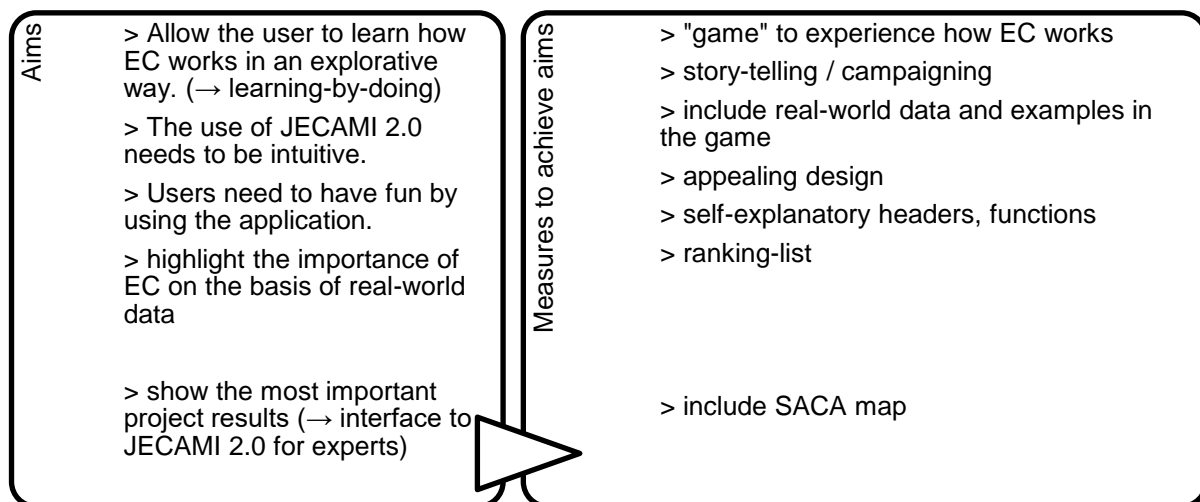 Aims
> Allow the user to learn how
EC works in an explorative
way. (→ learning-by-doing)
> The use of JECAMI 2.0
needs to be intuitive.
> Users need to have fun by
using the application.
> highlight the importance of
EC on the basis of real-world
data
> show the most important
project results (→ interface to
JECAMI 2.0 for experts)
Measures to achieve aims
> "game" to experience how EC works
> story-telling / campaigning
> include real-world data and examples in
the game
> appealing design
> self-explanatory headers, functions
> ranking-list
> include SACA map